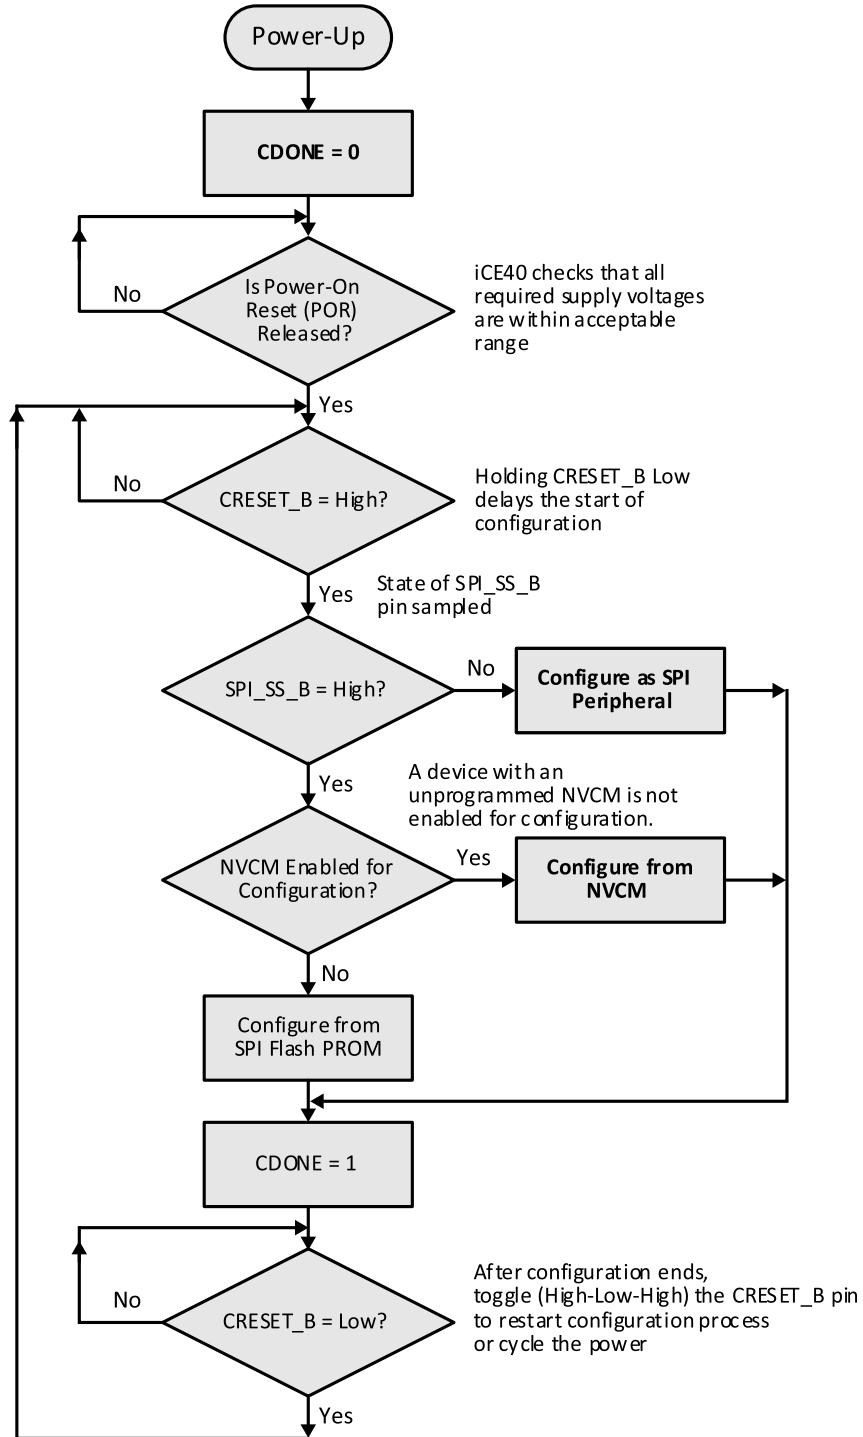 Power-Up
CDONE = 0
Is Power-On
Reset (POR)
Released?
No
iCE40 checks that all
required supply voltages
are within acceptable
range
Yes
CRESET_B = High?
No
Holding CRESET_B Low
delays the start of
configuration
Yes
State of SPI_SS_B
pin sampled
SPI_SS_B = High?
No
Configure as SPI
Peripheral
Yes
A device with an
unprogrammed NVCM is not
enabled for configuration.
NVCM Enabled for
Configuration?
Yes
Configure from
NVCM
No
Configure from
SPI Flash PROM
CDONE = 1
CRESET_B = Low?
No
After configuration ends,
toggle (High-Low-High) the CRESET_B pin
to restart configuration process
or cycle the power
Yes